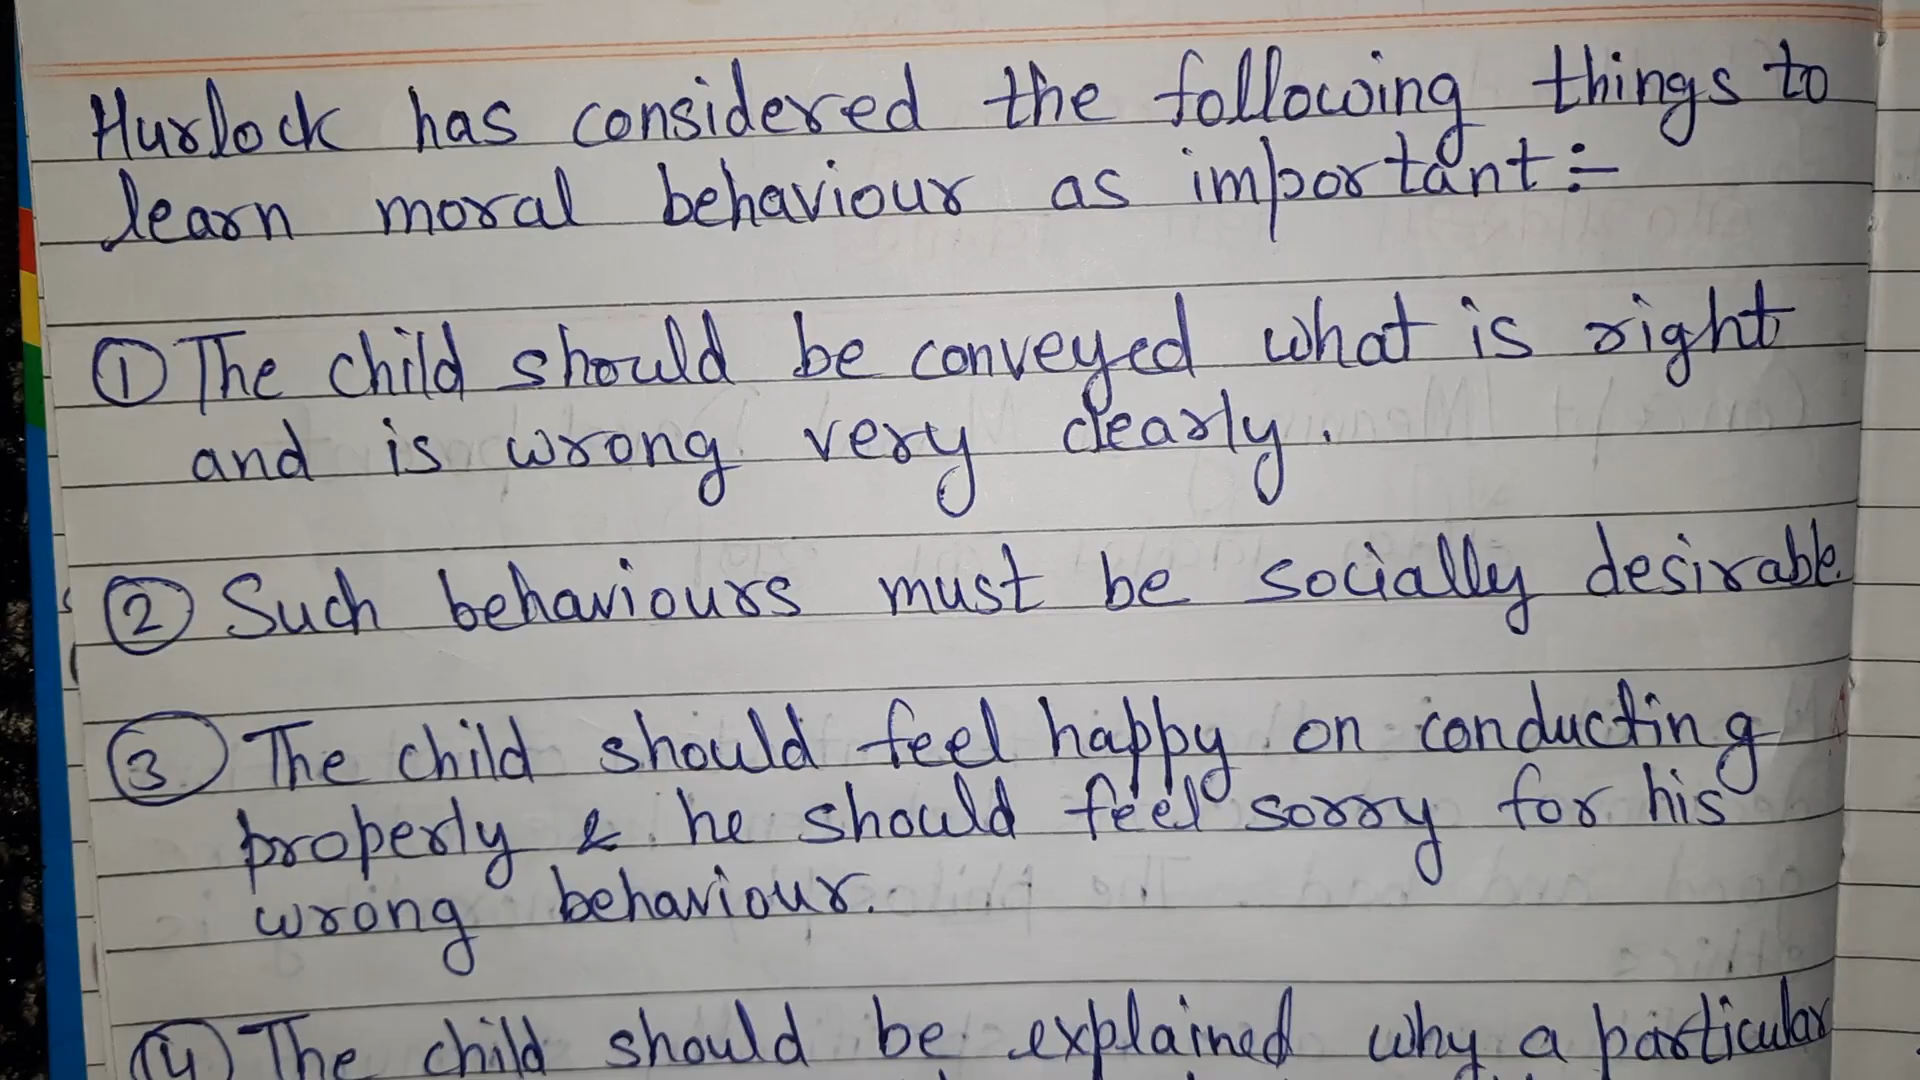 Hurlock has considered the following things to
learn moral behaviour as important :-
① The child should be conveyed what is right
and is wrong very clearly.
② Such behaviours must be socially desirable.
③ The child should feel happy on conducting
properly & he should feel sorry for his
wrong behaviour.
④ The child should be explained why a particular